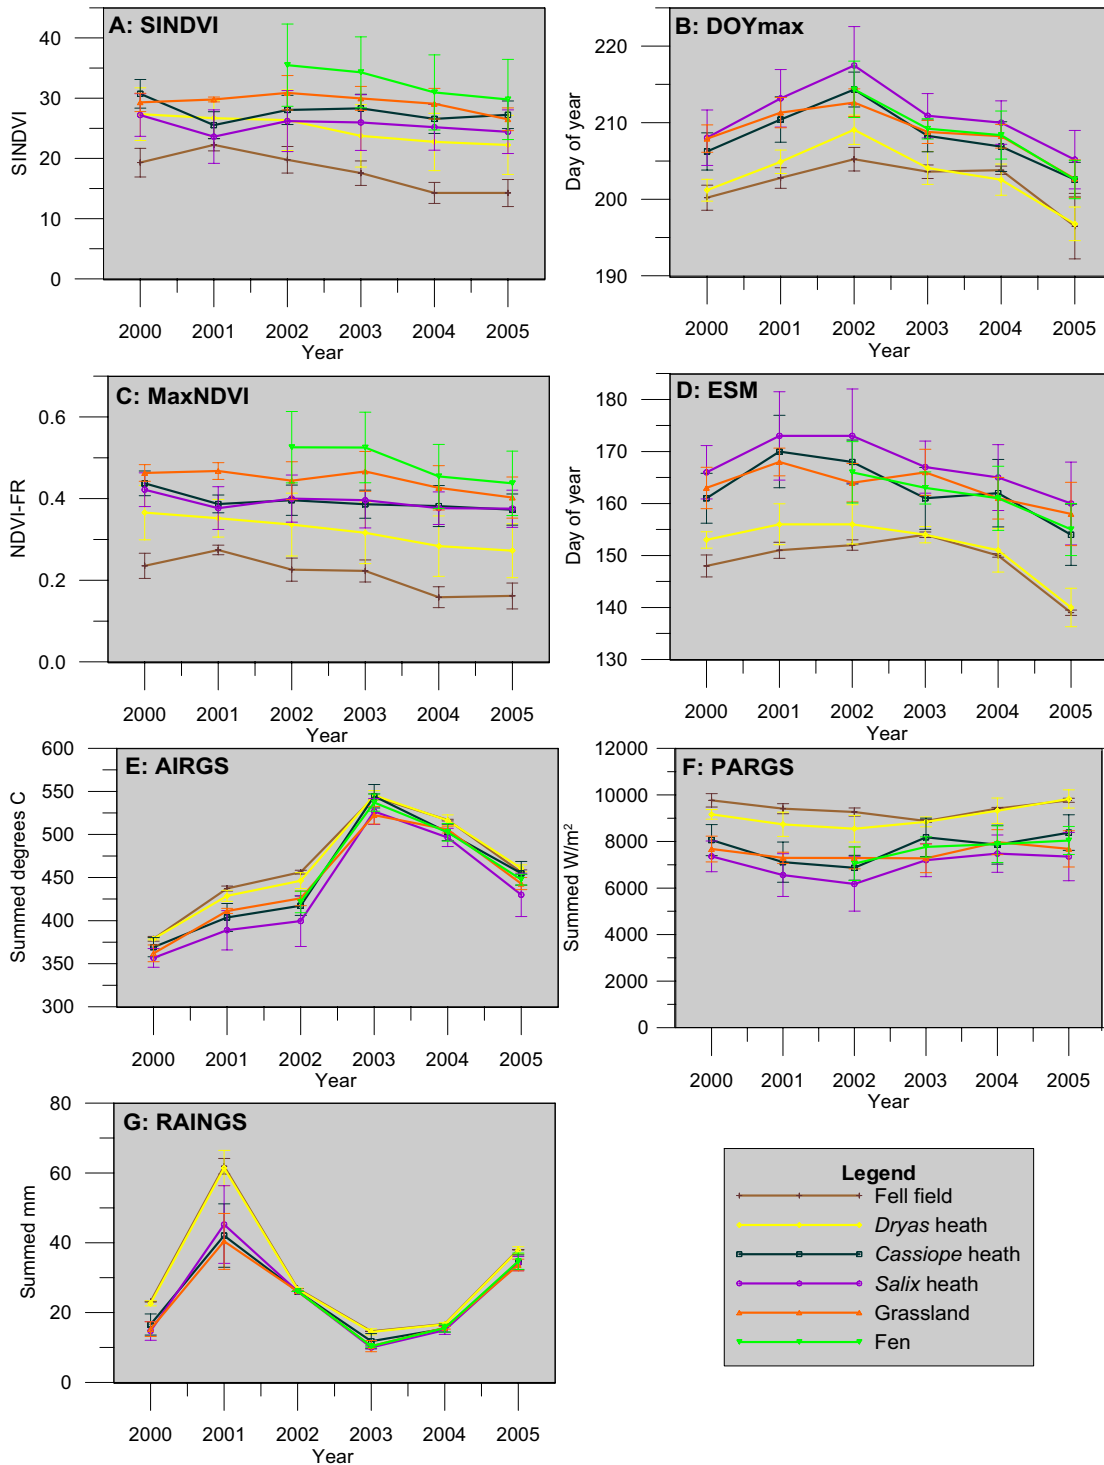 A: SINDVI
40
30
20
10
0
SINDVI
2000 2001 2002 2003 2004 2005
Year
B: DOYmax
220
210
200
190
Day of year
2000 2001 2002 2003 2004 2005
Year
C: MaxNDVI
0.6
0.4
0.2
0.0
NDVI-FR
2000 2001 2002 2003 2004 2005
Year
D: ESM
180
170
160
150
140
130
Day of year
2000 2001 2002 2003 2004 2005
Year
E: AIRGS
600
550
500
450
400
350
300
Summed degrees C
2000 2001 2002 2003 2004 2005
Year
F: PARGS
12000
10000
8000
6000
4000
2000
0
Summed W/m²
2000 2001 2002 2003 2004 2005
Year
G: RAINGS
80
60
40
20
0
Summed mm
2000 2001 2002 2003 2004 2005
Year
Legend
Fell field
Dryas heath
Cassiope heath
Salix heath
Grassland
Fen